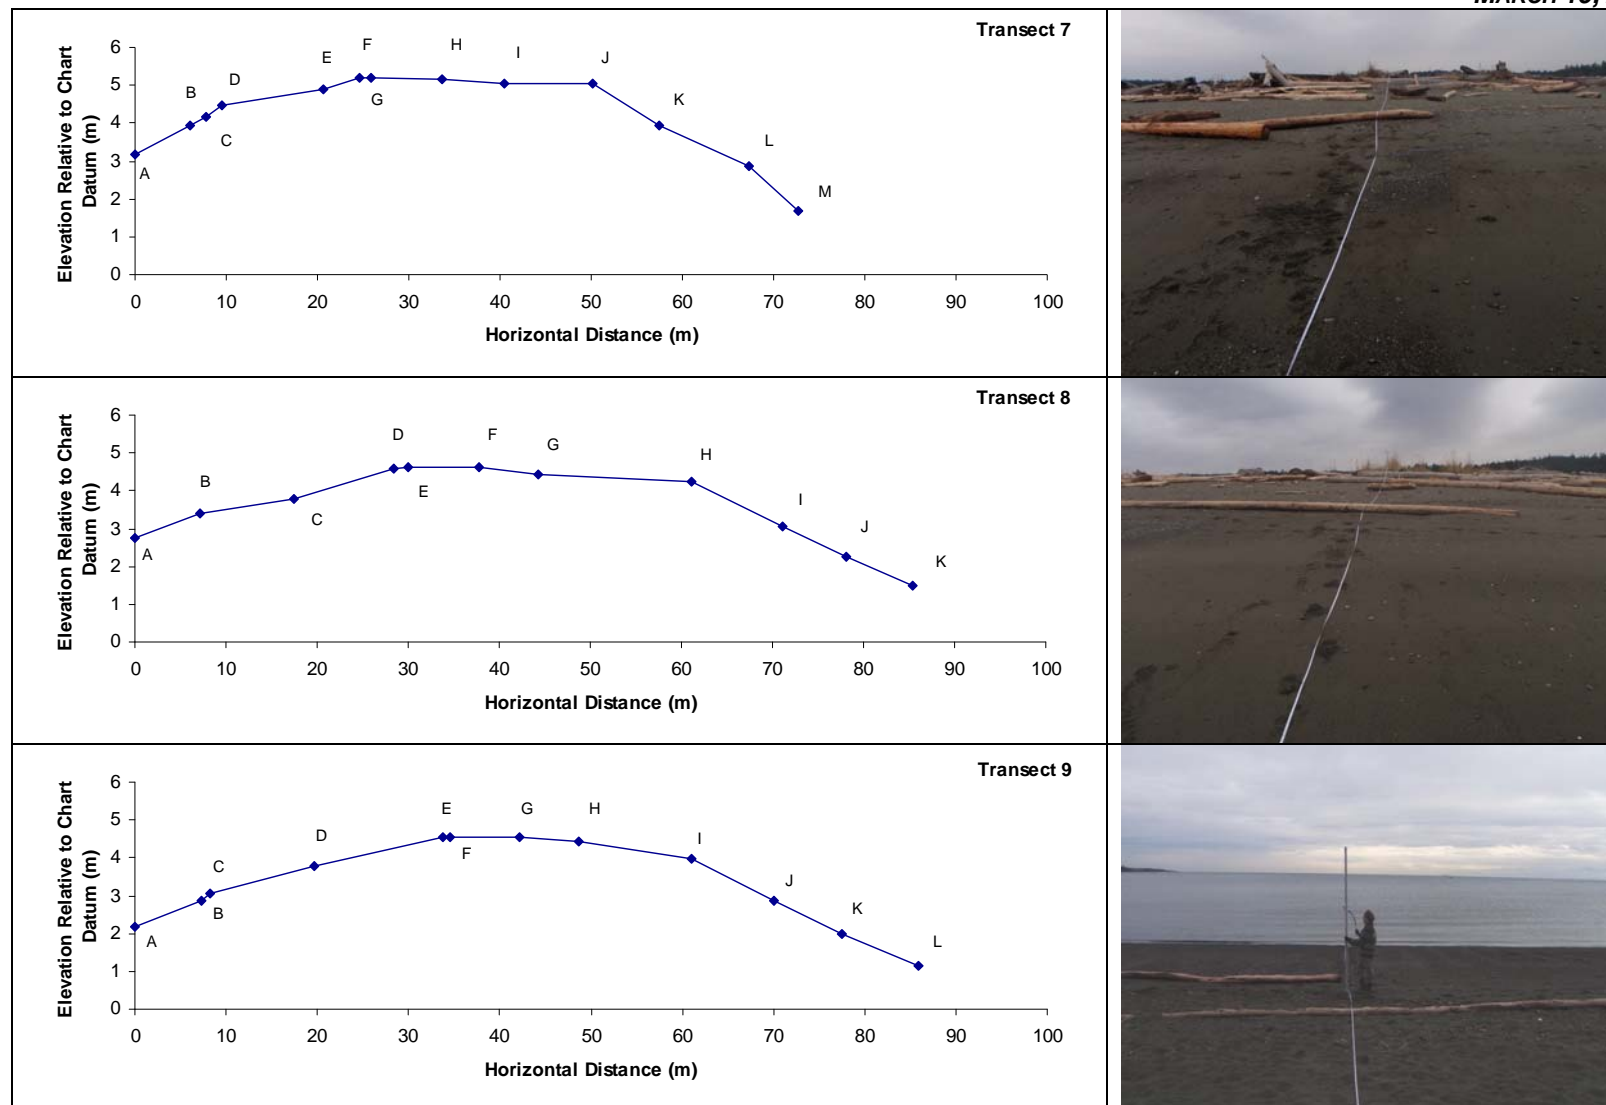 Transect 7
Elevation Relative to Chart
Datum (m)
6
5
4
3
2
1
0
A
B
C
D
E
F
G
H
I
J
K
L
M
0 10 20 30 40 50 60 70 80 90 100
Horizontal Distance (m)
Transect 8
Elevation Relative to Chart
Datum (m)
6
5
4
3
2
1
0
A
B
C
D
E
F
G
H
I
J
K
0 10 20 30 40 50 60 70 80 90 100
Horizontal Distance (m)
Transect 9
Elevation Relative to Chart
Datum (m)
6
5
4
3
2
1
0
A
B
C
D
E
F
G
H
I
J
K
L
0 10 20 30 40 50 60 70 80 90 100
Horizontal Distance (m)